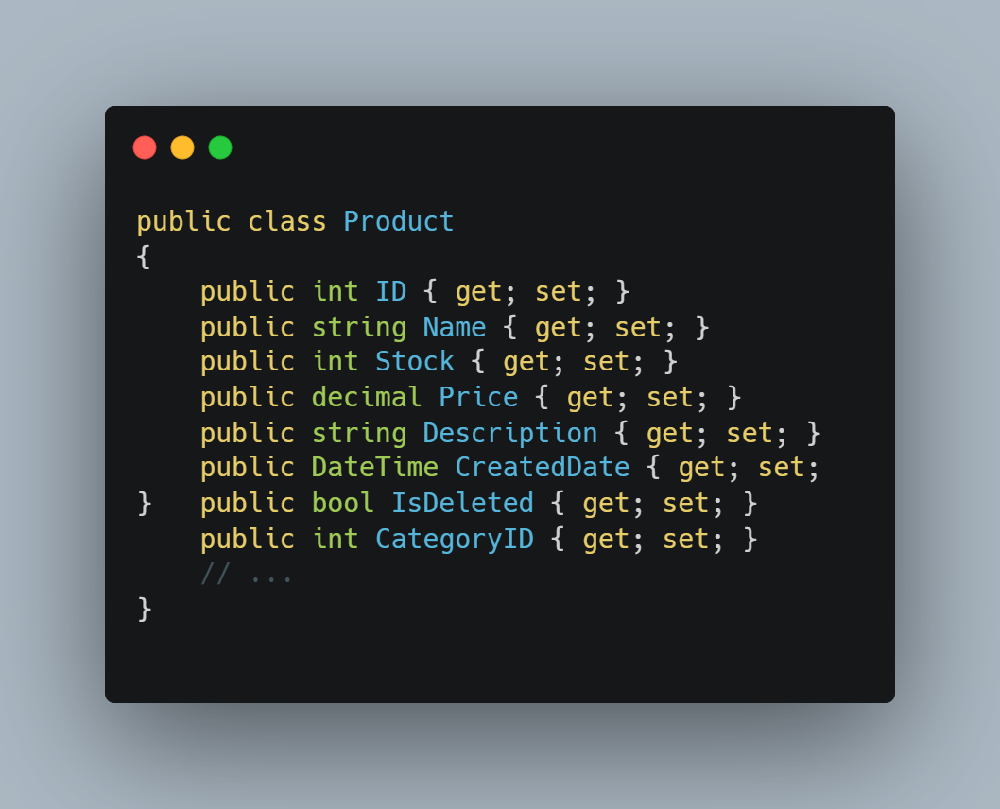 public class Product
{
    public int ID { get; set; }
    public string Name { get; set; }
    public int Stock { get; set; }
    public decimal Price { get; set; }
    public string Description { get; set; }
    public DateTime CreatedDate { get; set;
}   public bool IsDeleted { get; set; }
    public int CategoryID { get; set; }
    // ...
}